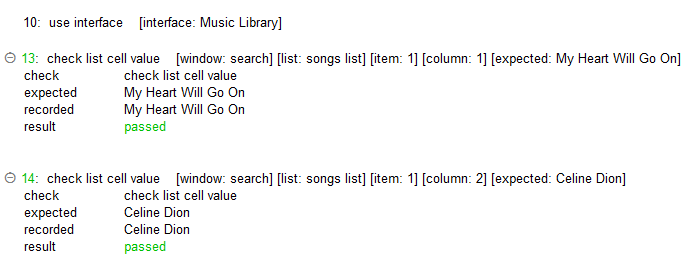 10: use interface [interface: Music Library]
13: check list cell value [window: search] [list: songs list] [item: 1] [column: 1] [expected: My Heart Will Go On]
check check list cell value
expected My Heart Will Go On
recorded My Heart Will Go On
result passed
14: check list cell value [window: search] [list: songs list] [item: 1] [column: 2] [expected: Celine Dion]
check check list cell value
expected Celine Dion
recorded Celine Dion
result passed